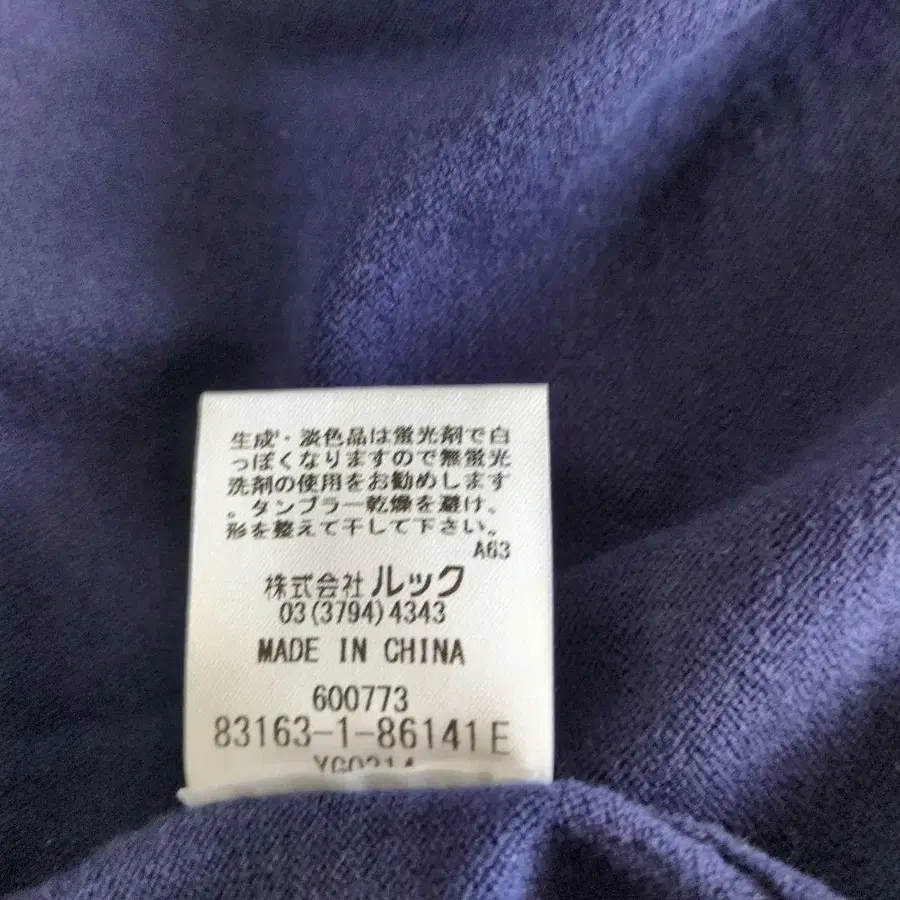 生成・淡色品は蛍光剤で白
っぽくなりますので無蛍光
洗剤の使用をお勧めします
。タンブラー乾燥を避け、
形を整えて干して下さい。
A63
株式会社 ルック
03(3794)4343
MADE IN CHINA
600773
83163-1-86141E